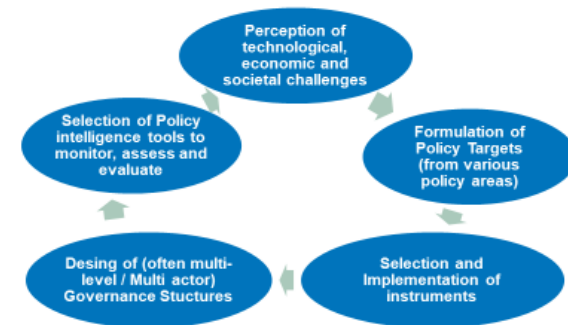 Perception of
technological,
economic and
societal challenges
Formulation of
Policy Targets
(from various
policy areas)
Selection and
Implementation of
instruments
Desing of (often multi-
level / Multi actor)
Governance Stuctures
Selection of Policy
intelligence tools to
monitor, assess and
evaluate